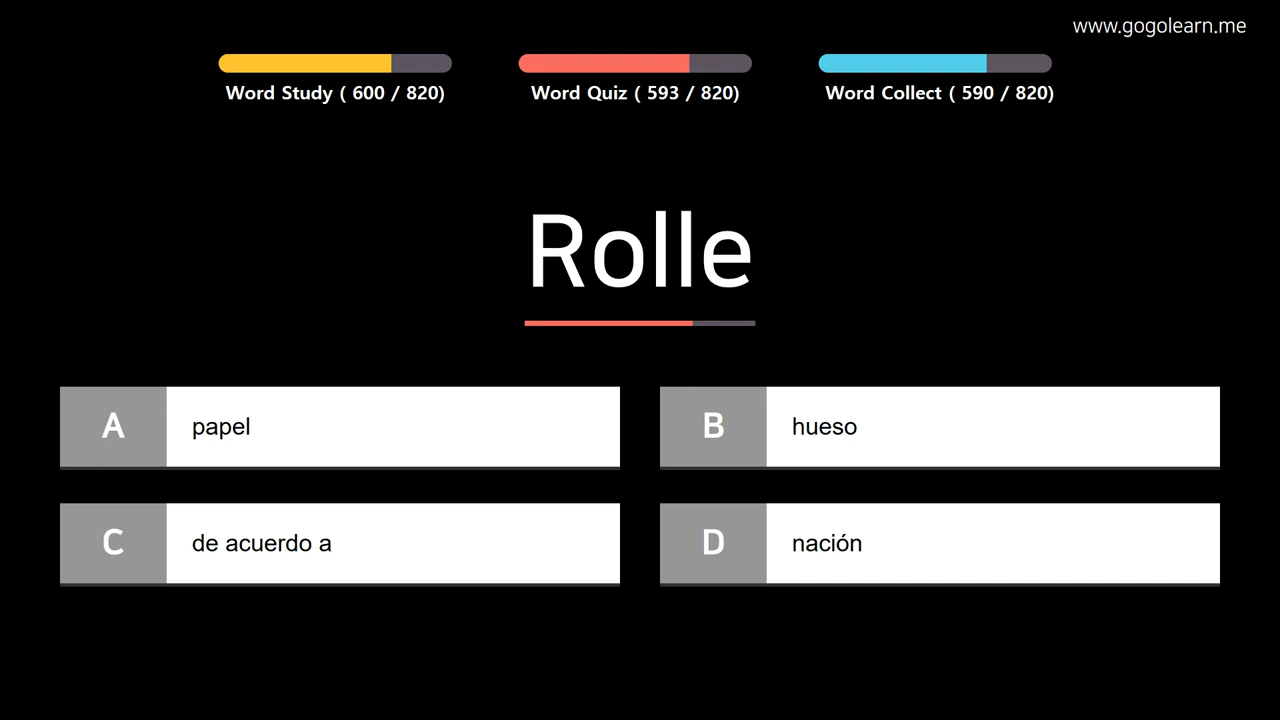 www.gogolearn.me
Word Study ( 600 / 820)
Word Quiz ( 593 / 820)
Word Collect ( 590 / 820)
Rolle
A papel
B hueso
C de acuerdo a
D nación